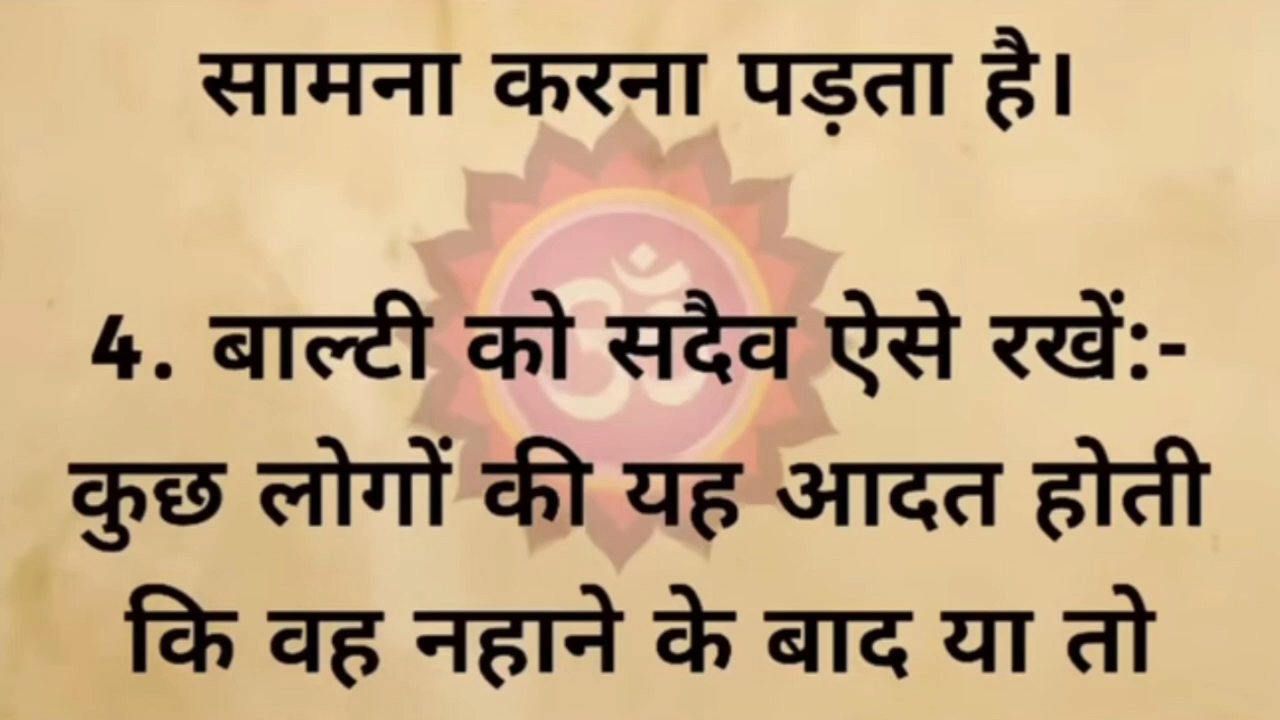 सामना करना पड़ता है।
4. बाल्टी को सदैव ऐसे रखें:-
कुछ लोगों की यह आदत होती
कि वह नहाने के बाद या तो